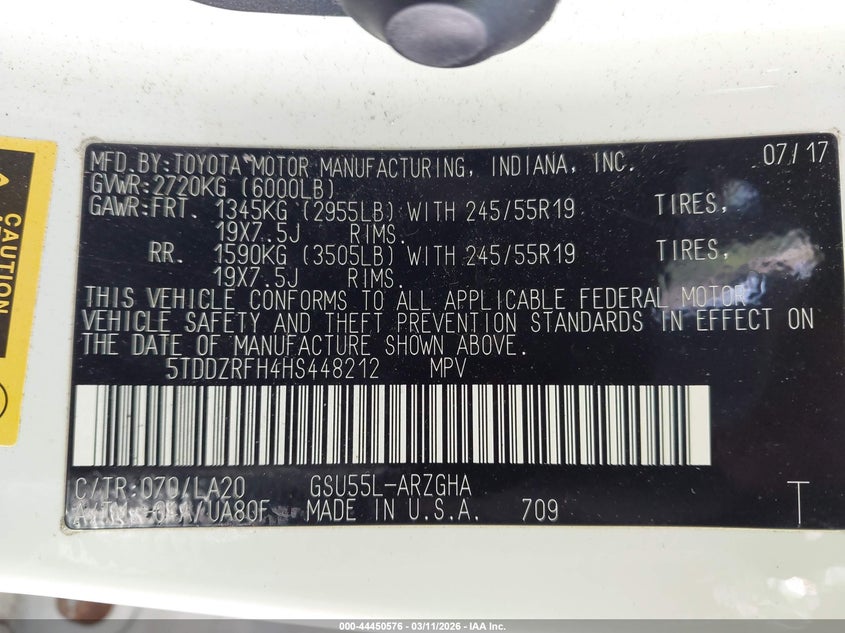 MFD.BY:TOYOTA MOTOR MANUFACTURING, INDIANA, INC. 07/17
GVWR:2720KG (6000LB)
GAWR:FRT. 1345KG (2955LB) WITH 245/55R19 TIRES,
19X7.5J RIMS.
RR. 1590KG (3505LB) WITH 245/55R19 TIRES,
19X7.5J RIMS.
THIS VEHICLE CONFORMS TO ALL APPLICABLE FEDERAL MOTOR
VEHICLE SAFETY AND THEFT PREVENTION STANDARDS IN EFFECT ON
THE DATE OF MANUFACTURE SHOWN ABOVE.
5TDDZRFH4HS448212 MPV
C/TR:070/LA20 GSU55L-ARZGHA
/UA80F MADE IN U.S.A. 709 T
CAUTION
000-44450576 - 03/11/2026 - IAA Inc.